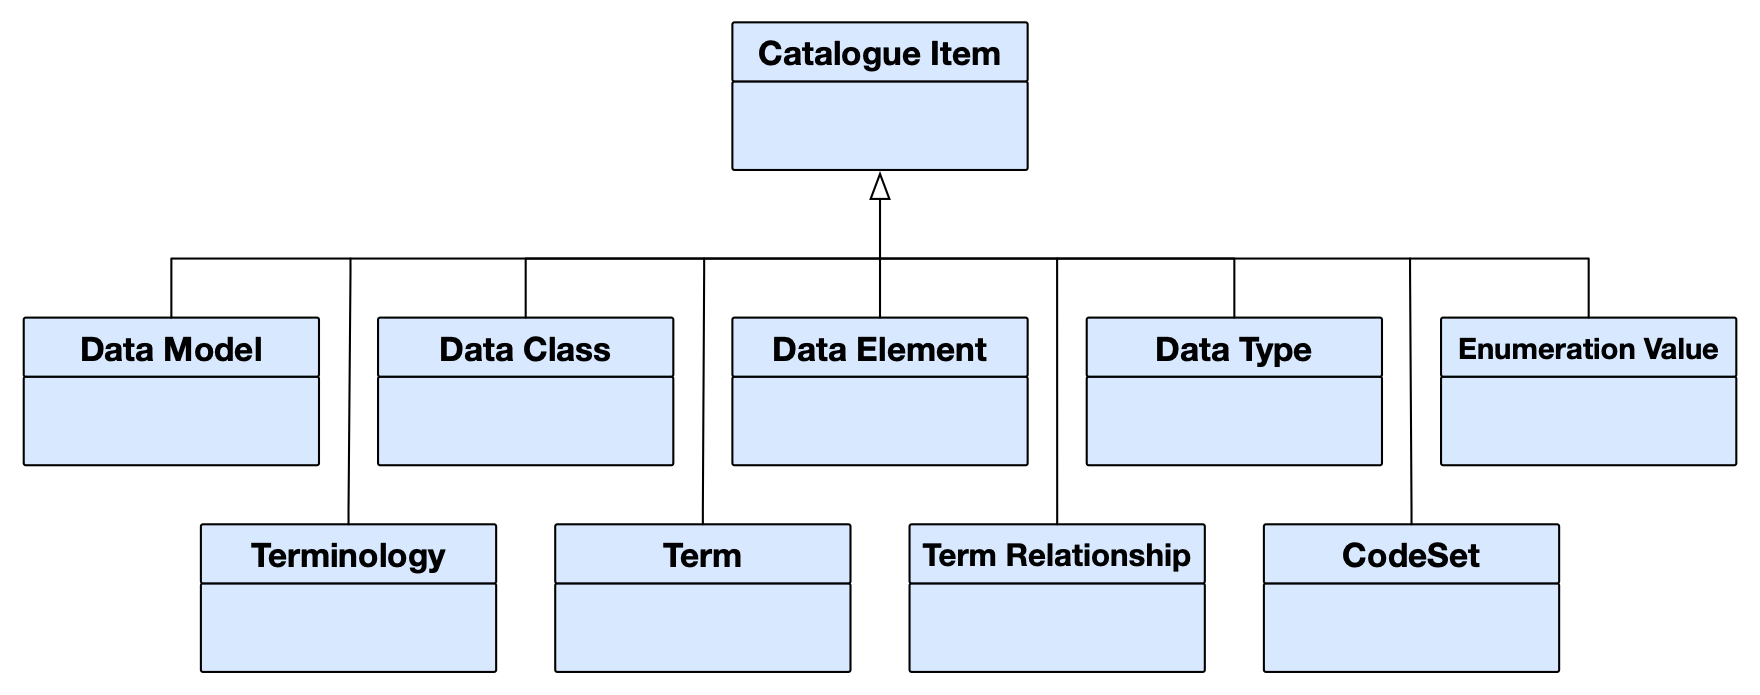 Catalogue Item
Data Model
Data Class
Data Element
Data Type
Enumeration Value
Terminology
Term
Term Relationship
CodeSet